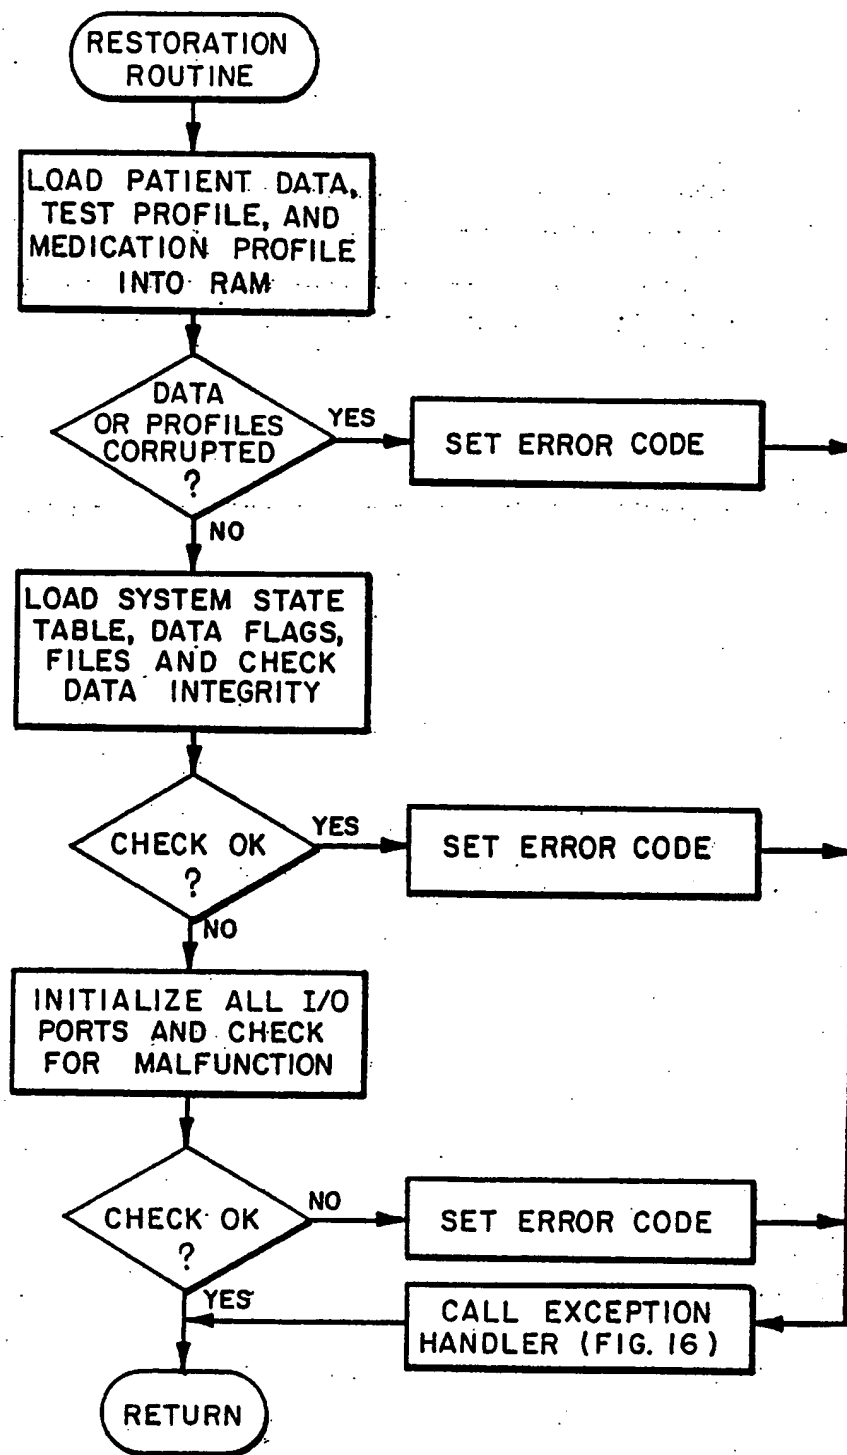 RESTORATION
ROUTINE
LOAD PATIENT DATA,
TEST PROFILE, AND
MEDICATION PROFILE
INTO RAM
DATA
OR PROFILES
CORRUPTED
?
YES
SET ERROR CODE
NO
LOAD SYSTEM STATE
TABLE, DATA FLAGS,
FILES AND CHECK
DATA INTEGRITY
CHECK OK
?
YES
SET ERROR CODE
NO
INITIALIZE ALL I/O
PORTS AND CHECK
FOR MALFUNCTION
CHECK OK
?
NO
SET ERROR CODE
YES
CALL EXCEPTION
HANDLER (FIG. 16)
RETURN